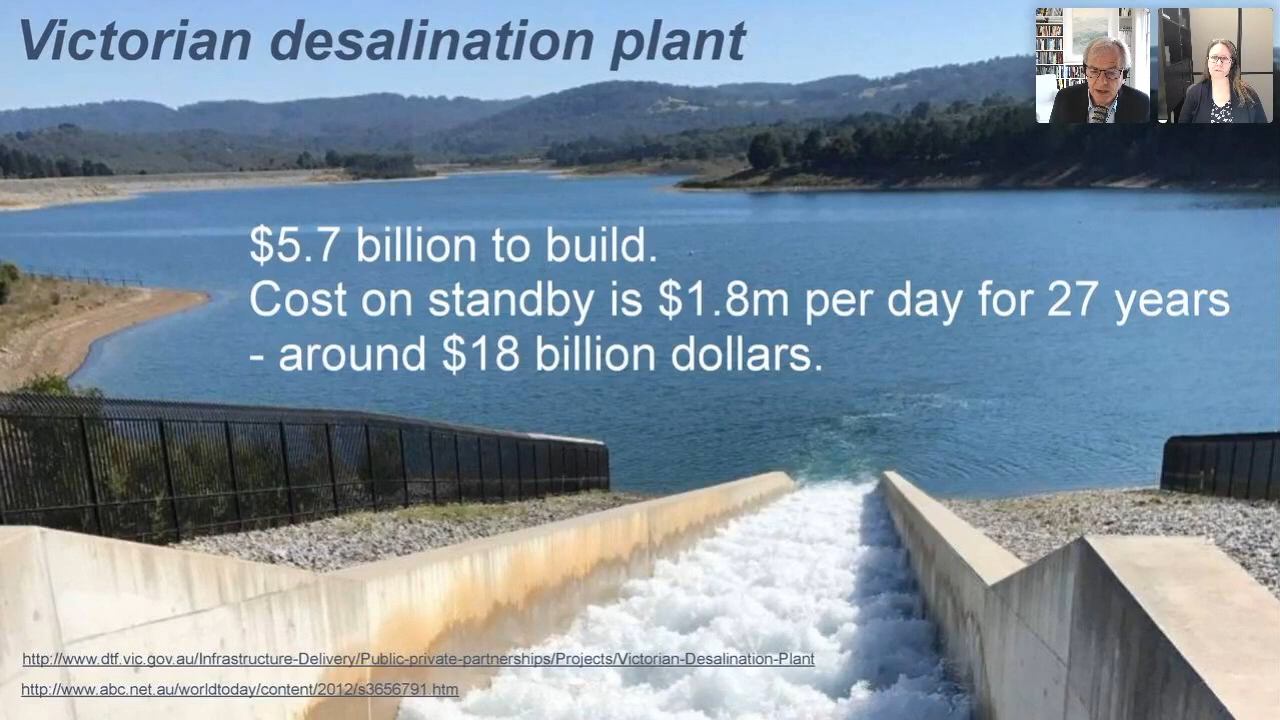 Victorian desalination plant
$5.7 billion to build.
Cost on standby is $1.8m per day for 27 years
- around $18 billion dollars.
http://www.dtf.vic.gov.au/Infrastructure-Delivery/Public-private-partnerships/Projects/Victorian-Desalination-Plant
http://www.abc.net.au/worldtoday/content/2012/s3656791.htm